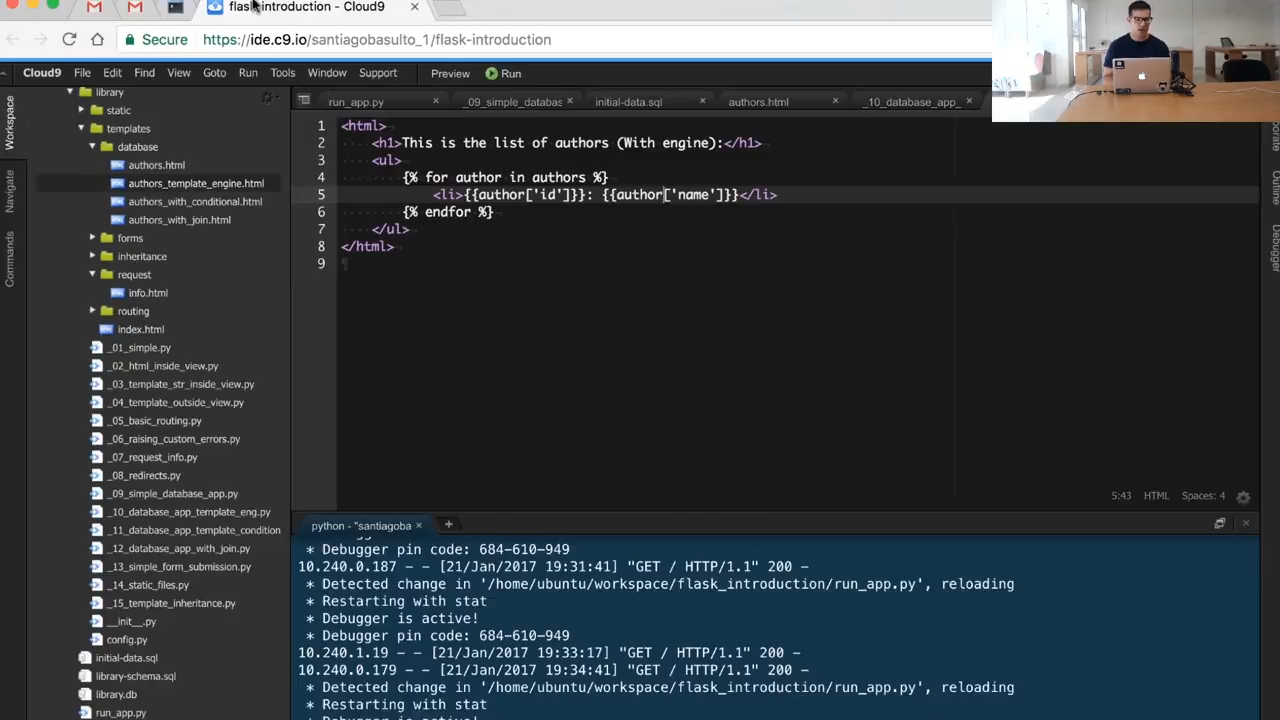 flask-introduction - Cloud9
Secure https://ide.c9.io/santiagobasulto_1/flask-introduction
Cloud9 File Edit Find View Goto Run Tools Window Support Preview Run
Workspace
Navigate
Commands
library
static
templates
database
authors.html
authors_template_engine.html
authors_with_conditional.html
authors_with_join.html
forms
inheritance
request
info.html
routing
index.html
_01_simple.py
_02_html_inside_view.py
_03_template_str_inside_view.py
_04_template_outside_view.py
_05_basic_routing.py
_06_raising_custom_errors.py
_07_request_info.py
_08_redirects.py
_09_simple_database_app.py
_10_database_app_template_eng.py
_11_database_app_template_condition
_12_database_app_with_join.py
_13_simple_form_submission.py
_14_static_files.py
_15_template_inheritance.py
__init__.py
config.py
initial-data.sql
library-schema.sql
library.db
run_app.py
run_app.py _09_simple_databas initial-data.sql authors.html _10_database_app_
1 <html>
2 <h1>This is the list of authors (With engine):</h1>
3 <ul>
4 {% for author in authors %}
5 <li>{{author['id']}}: {{author['name']}}</li>
6 {% endfor %}
7 </ul>
8 </html>
9
5:43 HTML Spaces: 4
python - "santiagoba
* Debugger pin code: 684-610-949
10.240.0.187 - - [21/Jan/2017 19:31:41] "GET / HTTP/1.1" 200 -
* Detected change in '/home/ubuntu/workspace/flask_introduction/run_app.py', reloading
* Restarting with stat
* Debugger is active!
* Debugger pin code: 684-610-949
10.240.1.19 - - [21/Jan/2017 19:33:17] "GET / HTTP/1.1" 200 -
10.240.0.179 - - [21/Jan/2017 19:34:41] "GET / HTTP/1.1" 200 -
* Detected change in '/home/ubuntu/workspace/flask_introduction/run_app.py', reloading
* Restarting with stat
Outline
Debugger